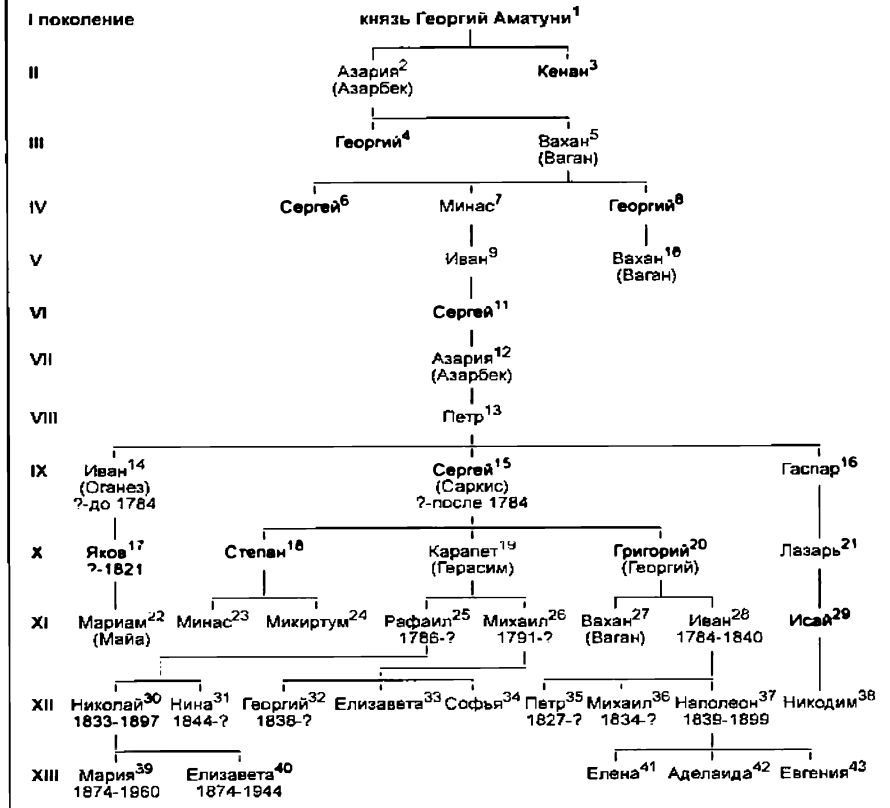 I поколение князь Георгий Аматуни1
II Азария2 Кенан3
(Азарбек)
III Георгий4 Вахан5
(Ваган)
IV Сергей6 Минас7 Георгий8
V Иван9 Вахан10
(Ваган)
VI Сергей11
VII Азария12
(Азарбек)
VIII Петр13
IX Иван14 Сергей15 Гаспар16
(Оганез) (Саркис)
?-до 1784 ?-после 1784
X Яков17 Степан18 Карапет19 Григорий20 Лазарь21
?-1821 (Герасим) (Георгий)
XI Мариам22 Минас23 Микиртум24 Рафаил25 Михаил26 Вахан27 Иван28 Исай29
(Майа) 1786-? 1791-? (Ваган) 1784-1840
XII Николай30 Нина31 Георгий32 Елизавета33 Софья34 Петр35 Михаил36 Наполеон37 Никодим38
1833-1897 1844-? 1838-? 1827-? 1834-? 1839-1899
XIII Мария39 Елизавета40 Елена41 Аделаида42 Евгения43
1874-1960 1874-1944